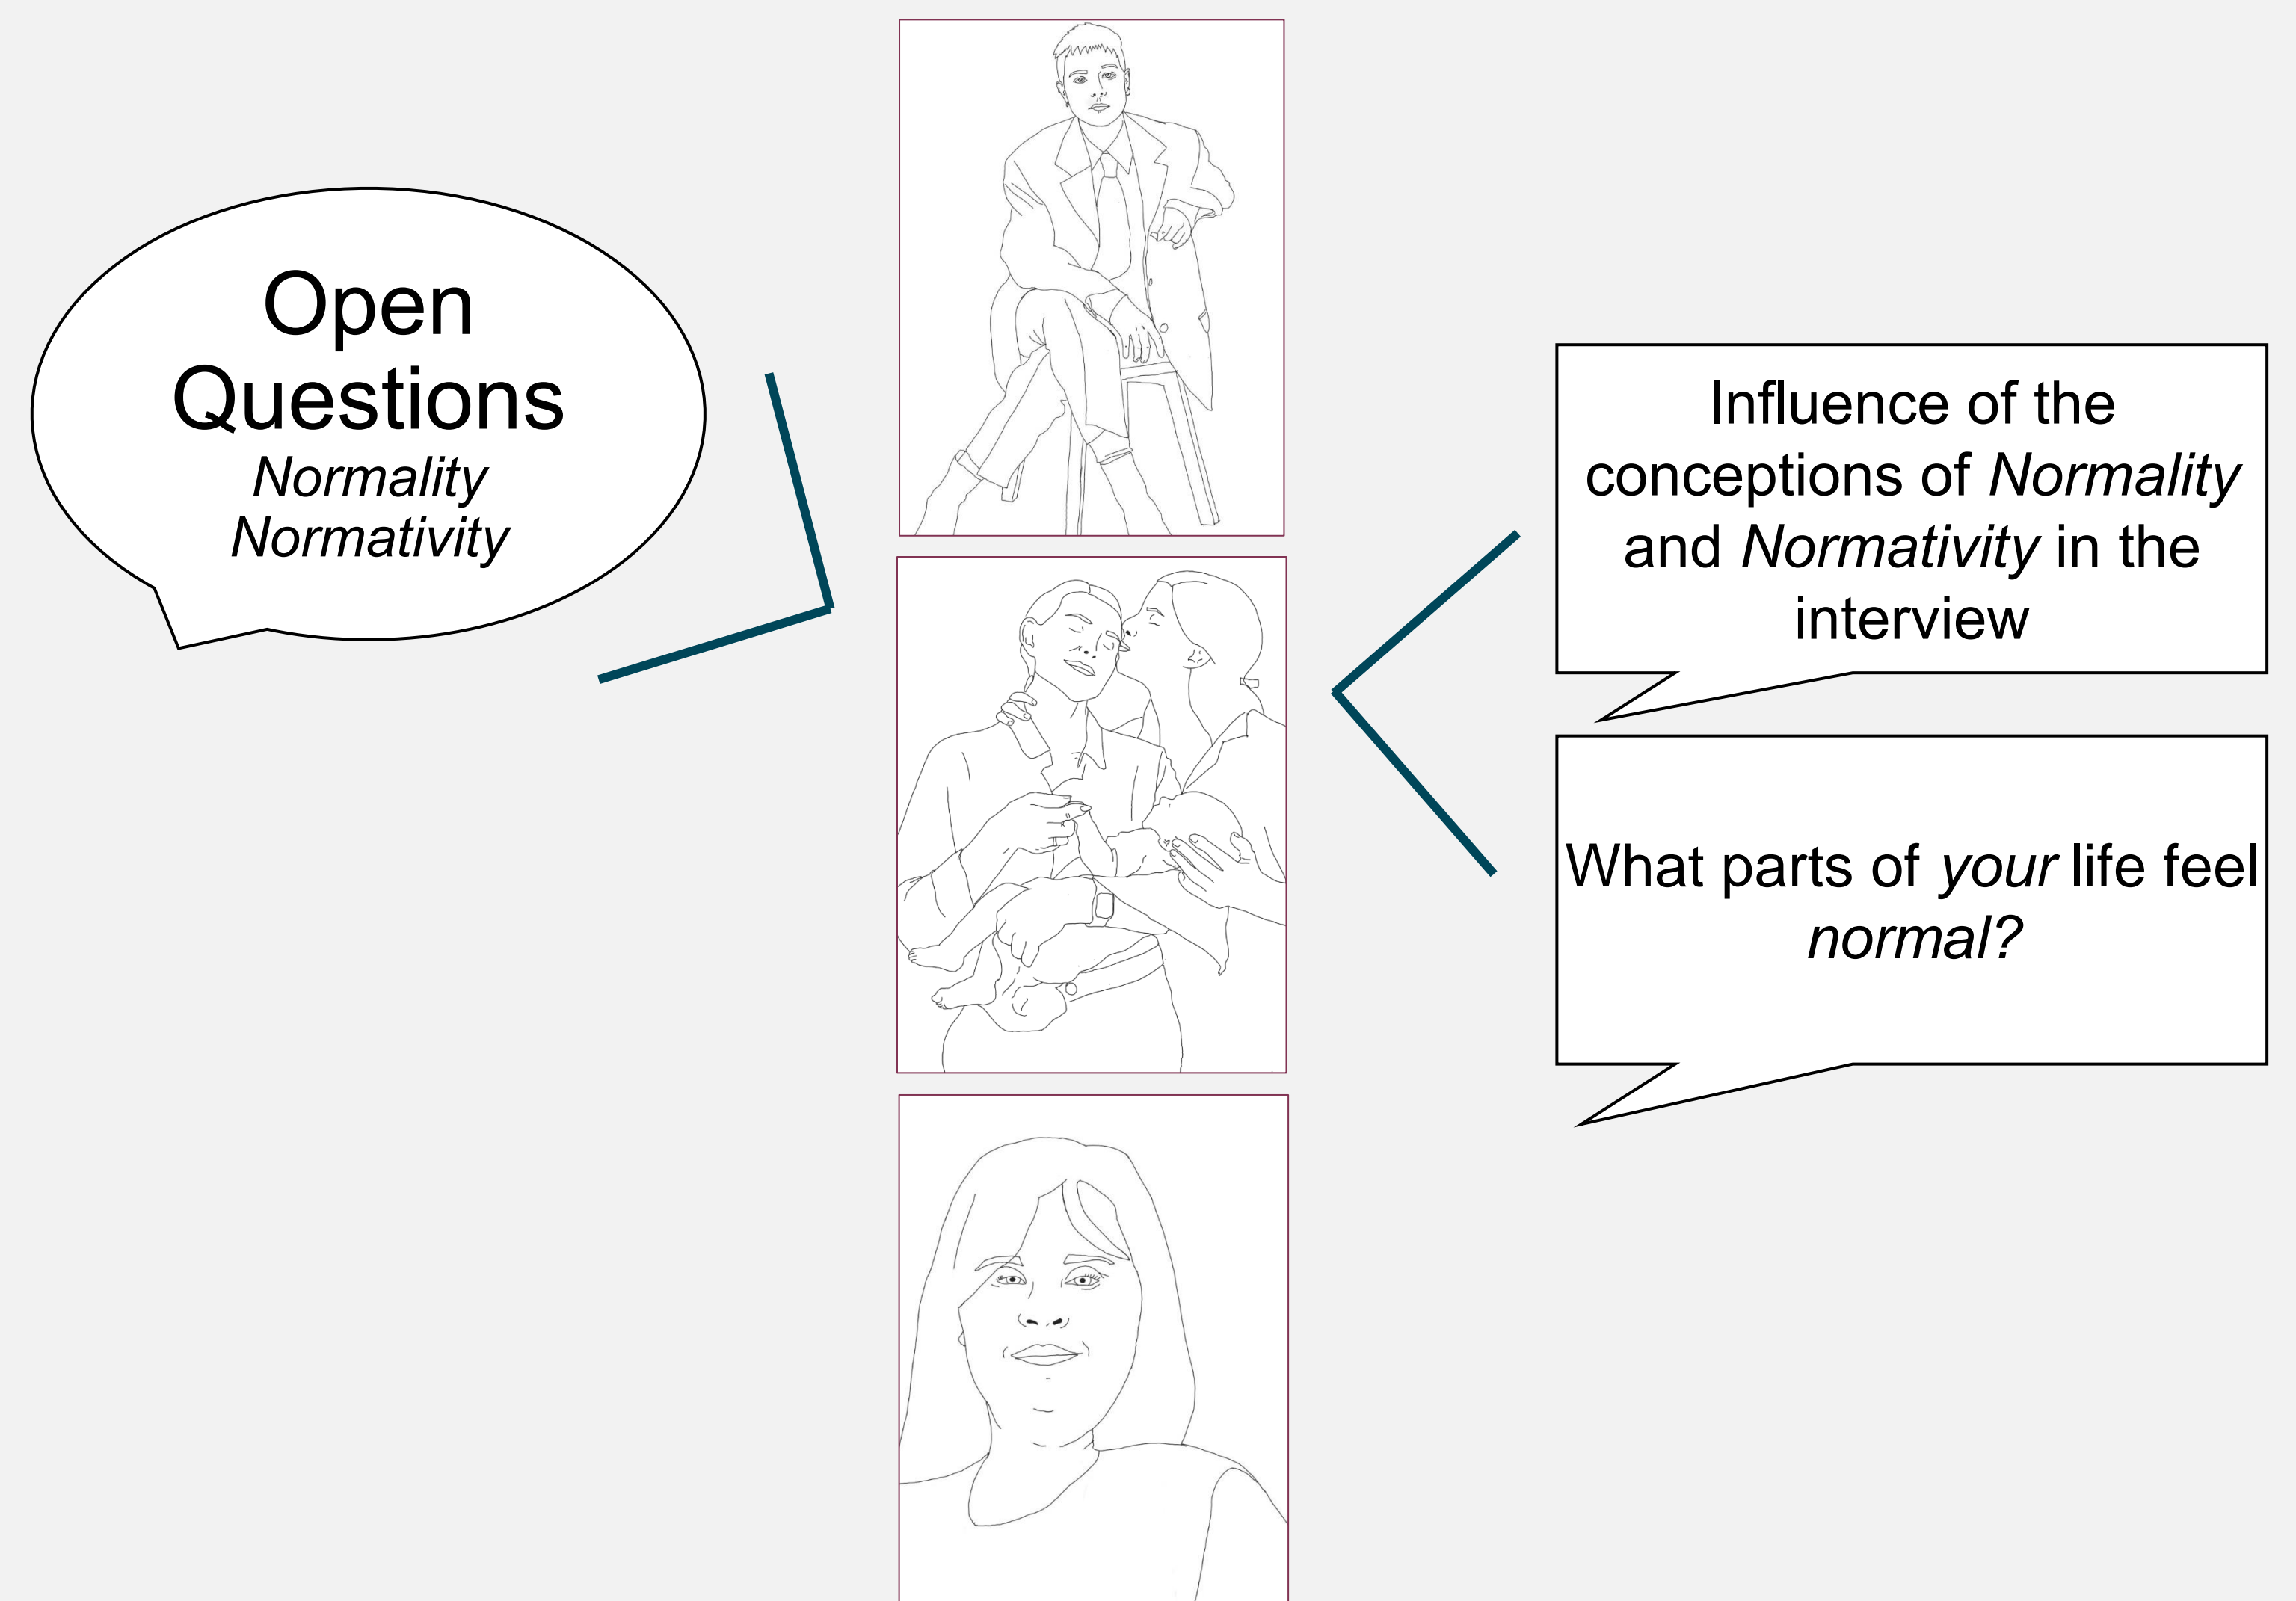 Open
Questions
Normality
Normativity
Influence of the
conceptions of Normality
and Normativity in the
interview
What parts of your life feel
normal?